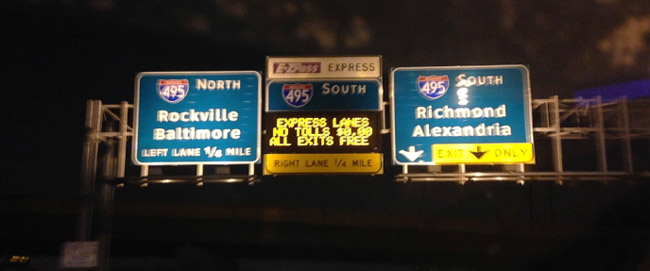 INTERSTATE
495
NORTH
Rockville
Baltimore
LEFT LANE 1/4 MILE
E-ZPass EXPRESS
495
SOUTH
EXPRESS LANES
NO TOLLS $0.00
ALL EXITS FREE
RIGHT LANE 1/4 MILE
495
SOUTH
Richmond
Alexandria
EXIT ONLY